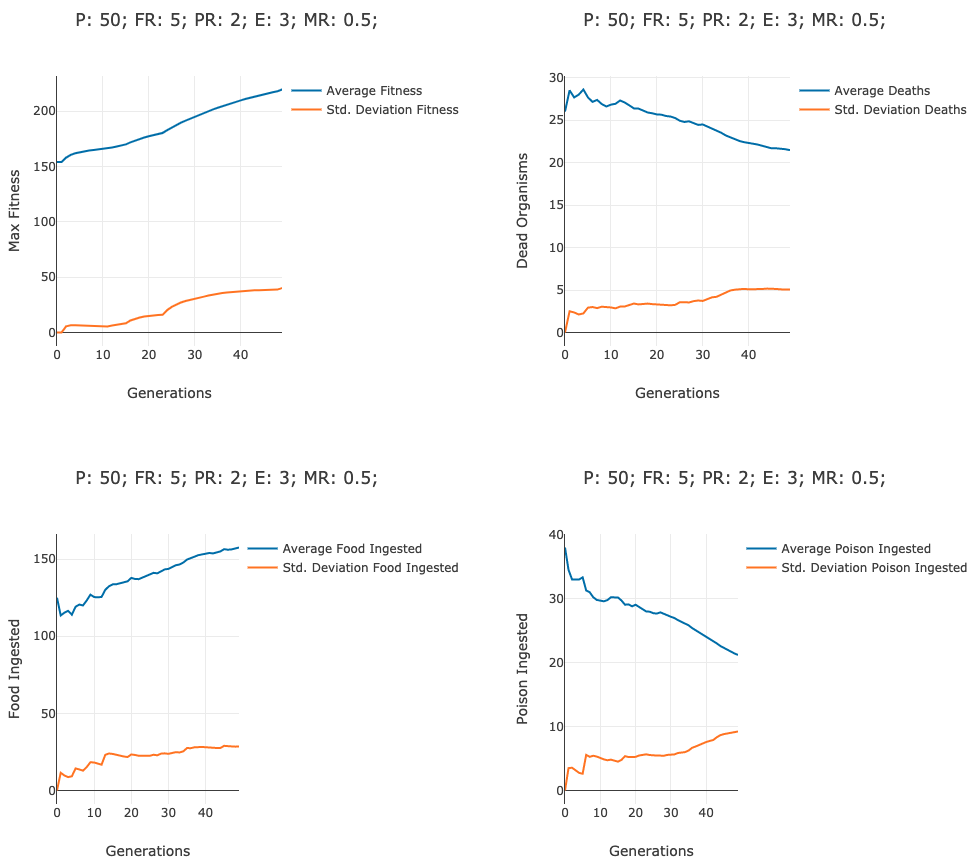 P: 50; FR: 5; PR: 2; E: 3; MR: 0.5;
Average Fitness
Std. Deviation Fitness
Max Fitness
200
150
100
50
0
0 10 20 30 40
Generations
P: 50; FR: 5; PR: 2; E: 3; MR: 0.5;
Average Deaths
Std. Deviation Deaths
Dead Organisms
30
25
20
15
10
5
0
0 10 20 30 40
Generations
P: 50; FR: 5; PR: 2; E: 3; MR: 0.5;
Average Food Ingested
Std. Deviation Food Ingested
Food Ingested
150
100
50
0
0 10 20 30 40
Generations
P: 50; FR: 5; PR: 2; E: 3; MR: 0.5;
Average Poison Ingested
Std. Deviation Poison Ingested
Poison Ingested
40
30
20
10
0
0 10 20 30 40
Generations